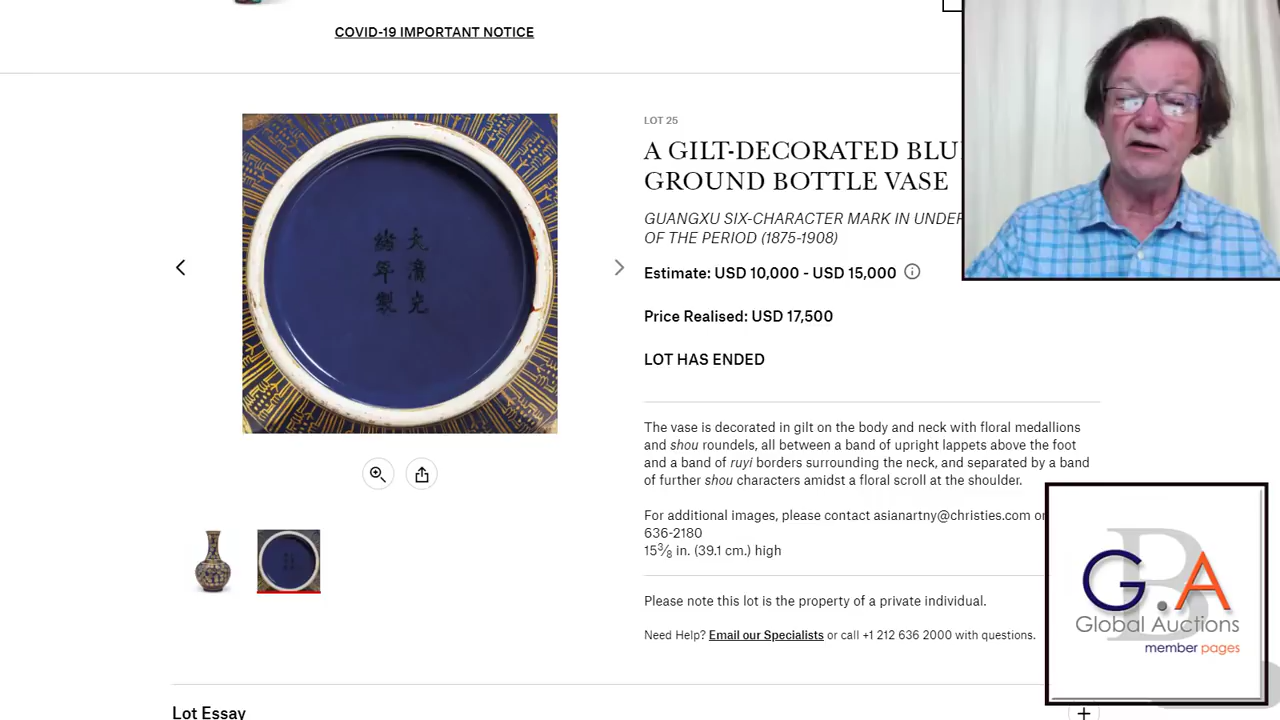 COVID-19 IMPORTANT NOTICE
LOT 25
A GILT-DECORATED BLU
GROUND BOTTLE VASE
GUANGXU SIX-CHARACTER MARK IN UNDER
OF THE PERIOD (1875-1908)
Estimate: USD 10,000 - USD 15,000
Price Realised: USD 17,500
LOT HAS ENDED
The vase is decorated in gilt on the body and neck with floral medallions
and shou roundels, all between a band of upright lappets above the foot
and a band of ruyi borders surrounding the neck, and separated by a band
of further shou characters amidst a floral scroll at the shoulder.
For additional images, please contact asianartny@christies.com or
636-2180
15⅜ in. (39.1 cm.) high
Please note this lot is the property of a private individual.
Need Help? Email our Specialists or call +1 212 636 2000 with questions.
Lot Essay
大清光
緒年製
B
G.A
Global Auctions
member pages